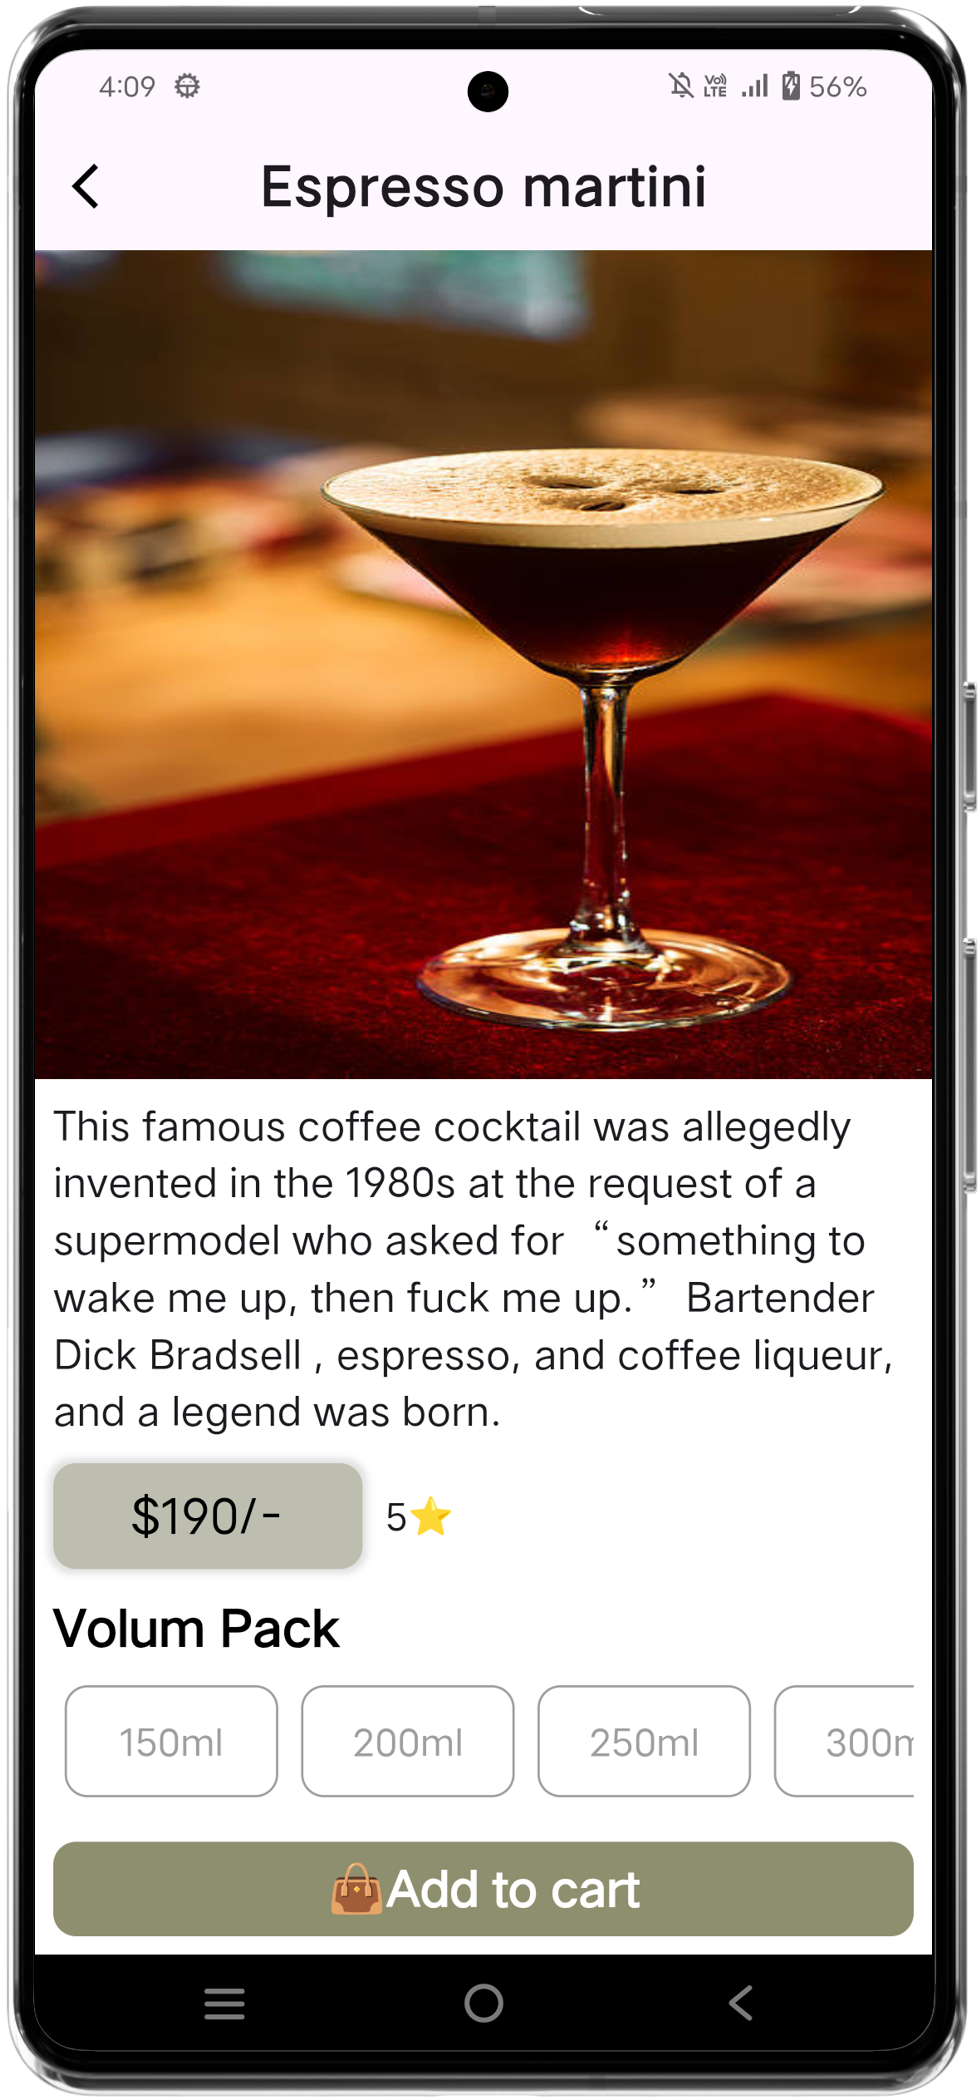 4:09 Vo) LTE 56%
Espresso martini
This famous coffee cocktail was allegedly
invented in the 1980s at the request of a
supermodel who asked for “something to
wake me up, then fuck me up.” Bartender
Dick Bradsell , espresso, and coffee liqueur,
and a legend was born.
$190/- 5⭐
Volum Pack
150ml 200ml 250ml 300m
👜Add to cart